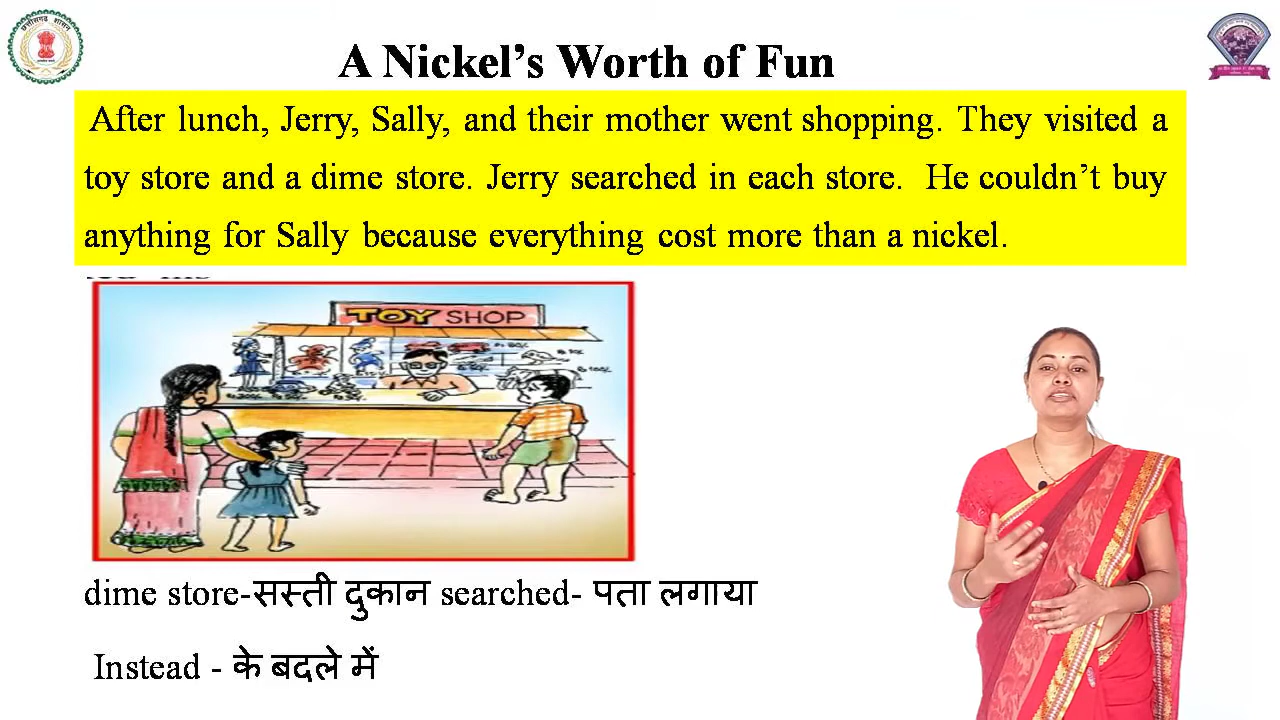 A Nickel's Worth of Fun
After lunch, Jerry, Sally, and their mother went shopping. They visited a
toy store and a dime store. Jerry searched in each store. He couldn't buy
anything for Sally because everything cost more than a nickel.
TOY SHOP
dime store-सस्ती दुकान searched- पता लगाया
Instead - के बदले में